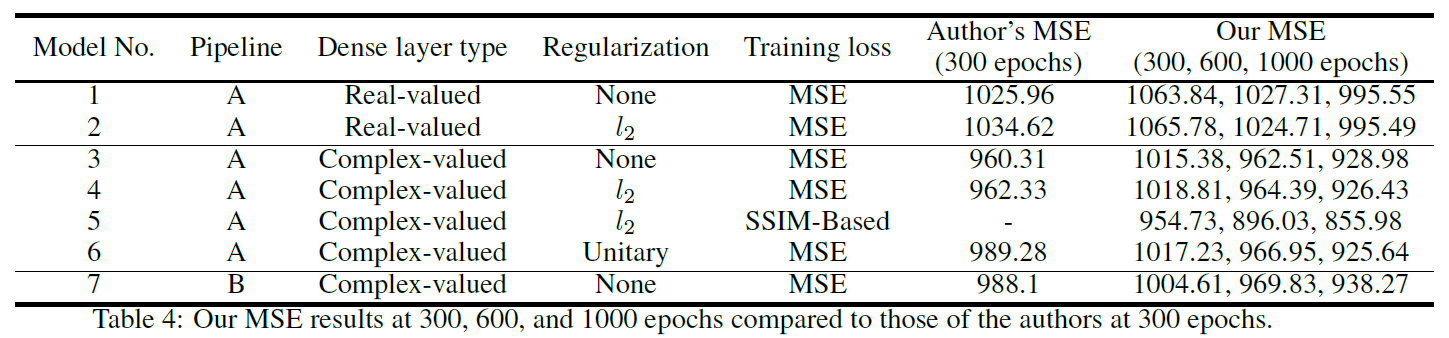 Model No. Pipeline Dense layer type Regularization Training loss Author's MSE (300 epochs) Our MSE (300, 600, 1000 epochs)
1 A Real-valued None MSE 1025.96 1063.84, 1027.31, 995.55
2 A Real-valued l2 MSE 1034.62 1065.78, 1024.71, 995.49
3 A Complex-valued None MSE 960.31 1015.38, 962.51, 928.98
4 A Complex-valued l2 MSE 962.33 1018.81, 964.39, 926.43
5 A Complex-valued l2 SSIM-Based - 954.73, 896.03, 855.98
6 A Complex-valued Unitary MSE 989.28 1017.23, 966.95, 925.64
7 B Complex-valued None MSE 988.1 1004.61, 969.83, 938.27
Table 4: Our MSE results at 300, 600, and 1000 epochs compared to those of the authors at 300 epochs.